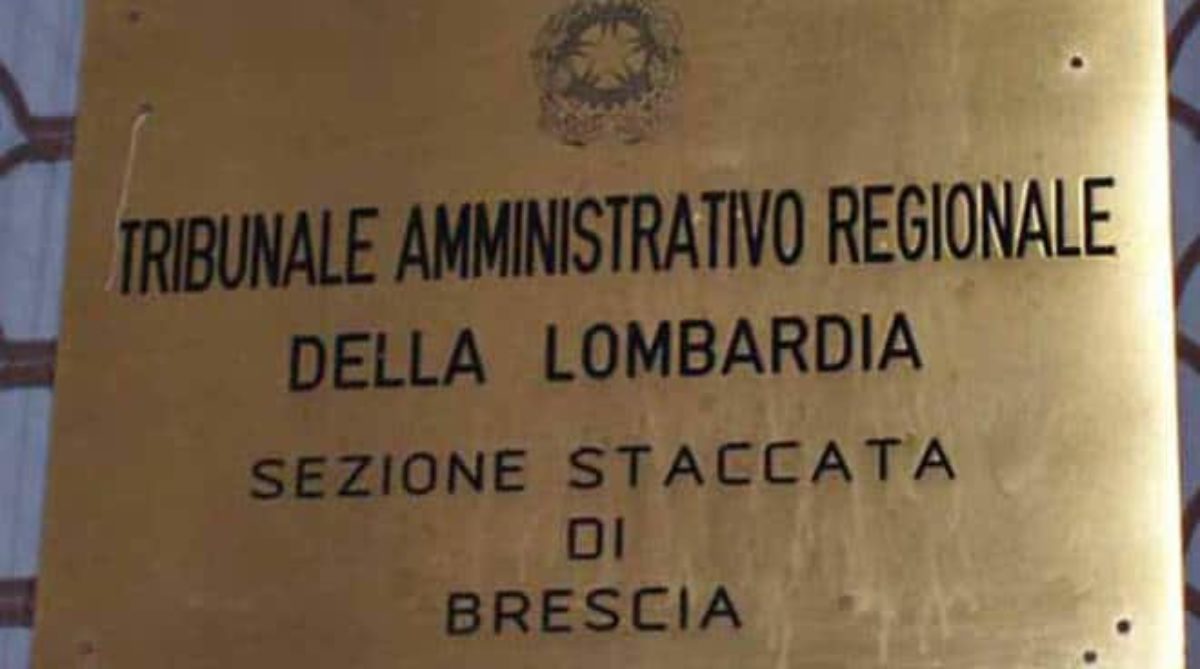 TRIBUNALE AMMINISTRATIVO REGIONALE
DELLA LOMBARDIA
SEZIONE STACCATA
DI
BRESCIA